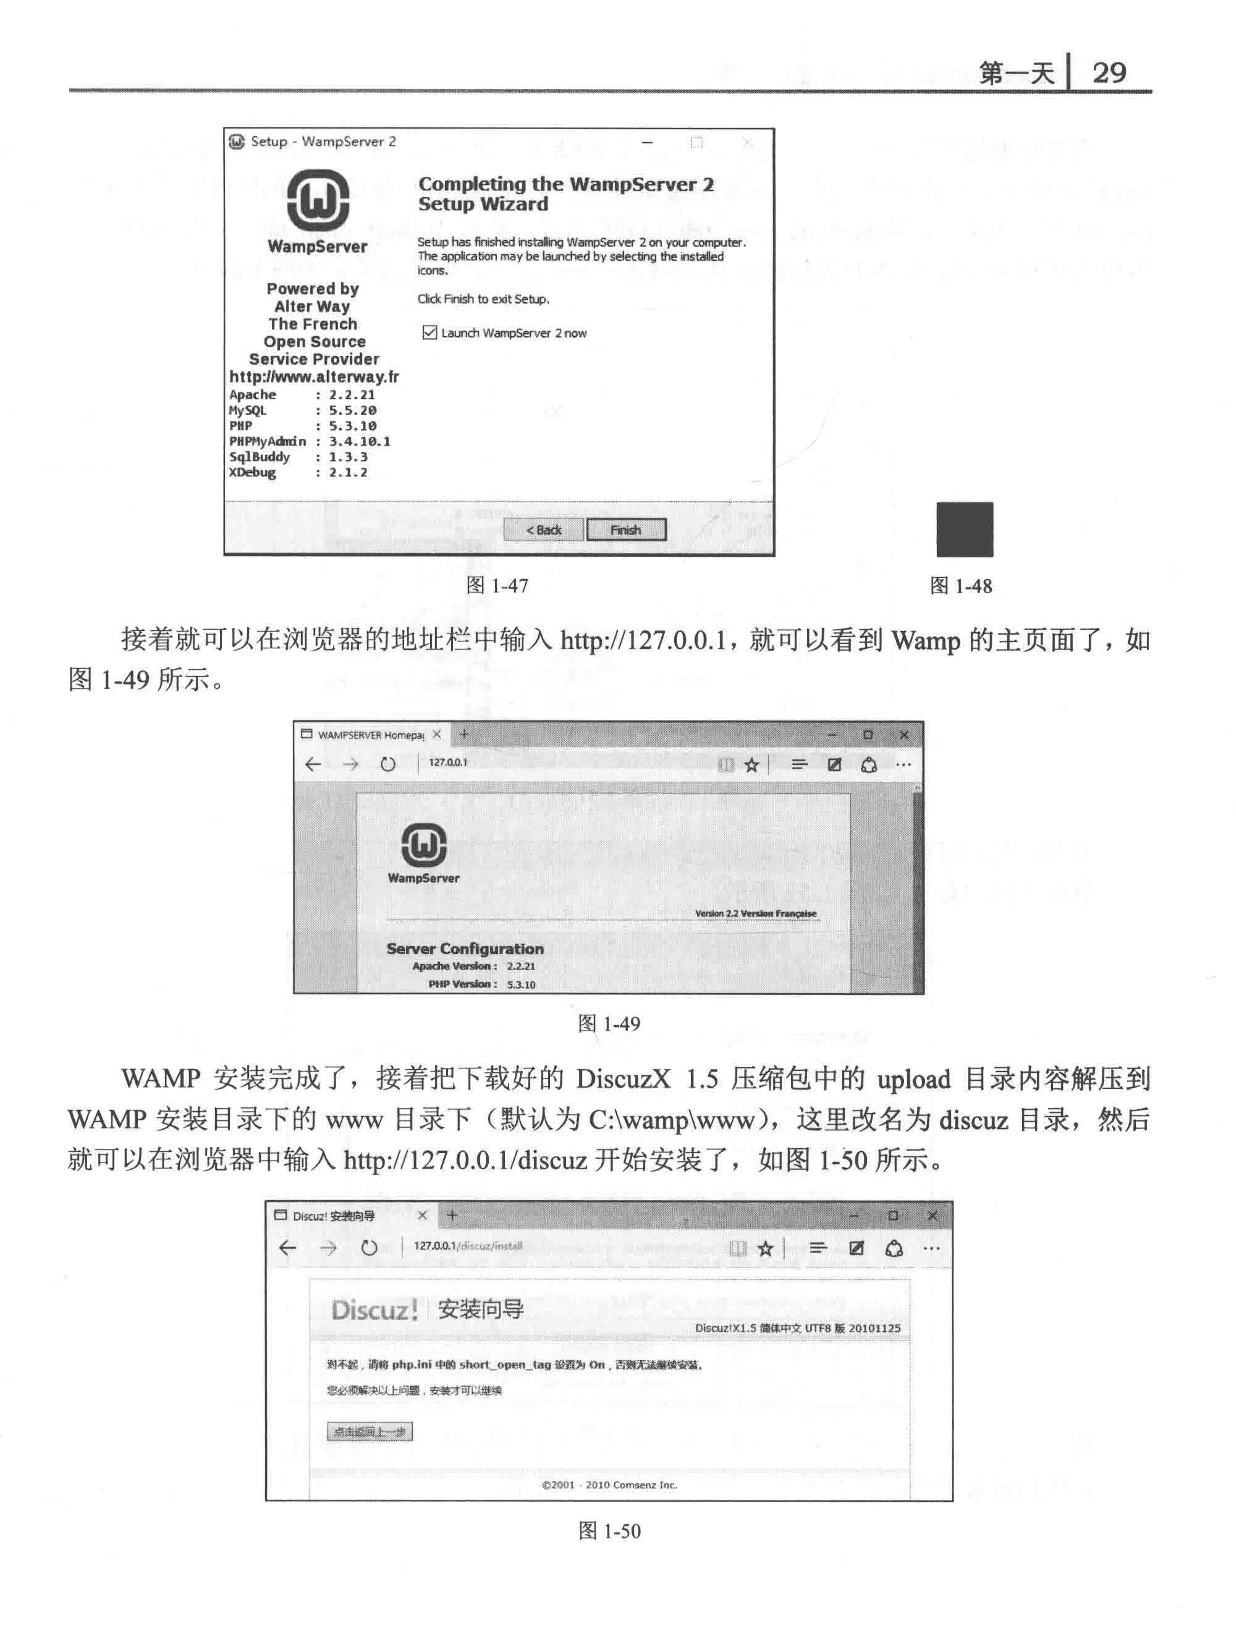 第一天 29
Setup - WampServer 2
WampServer
Powered by
Alter Way
The French
Open Source
Service Provider
http://www.alterway.fr
Apache : 2.2.21
MySQL : 5.5.20
PHP : 5.3.10
PHPMyAdmin : 3.4.10.1
SqlBuddy : 1.3.3
XDebug : 2.1.2
Completing the WampServer 2
Setup Wizard
Setup has finished installing WampServer 2 on your computer.
The application may be launched by selecting the installed
icons.
Click Finish to exit Setup.
Launch WampServer 2 now
< Back Finish
图 1-47 图 1-48
接着就可以在浏览器的地址栏中输入 http://127.0.0.1，就可以看到 Wamp 的主页面了，如
图 1-49 所示。
WAMPSERVER Homepag
127.0.0.1
WampServer
Version 2.2 Version Française
Server Configuration
Apache Version : 2.2.21
PHP Version : 5.3.10
图 1-49
WAMP 安装完成了，接着把下载好的 DiscuzX 1.5 压缩包中的 upload 目录内容解压到
WAMP 安装目录下的 www 目录下（默认为 C:\wamp\www），这里改名为 discuz 目录，然后
就可以在浏览器中输入 http://127.0.0.1/discuz 开始安装了，如图 1-50 所示。
Discuz! 安装向导
127.0.0.1/discuz/install
Discuz! 安装向导
Discuz!X1.5 简体中文 UTF8 版 20101125
对不起，请将 php.ini 中的 short_open_tag 设置为 On，否则无法继续安装。
您必须解决以上问题，安装才可以继续
点击返回上一步
©2001 - 2010 Comsenz Inc.
图 1-50